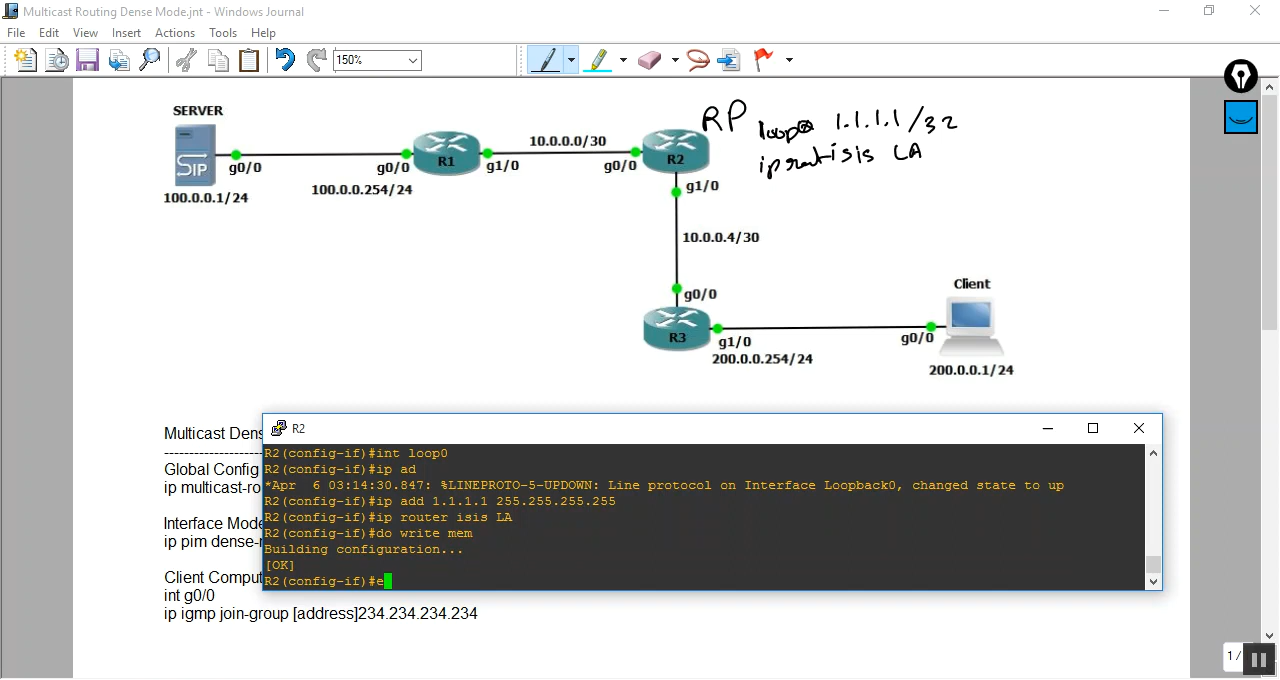 Multicast Routing Dense Mode.jnt - Windows Journal
File Edit View Insert Actions Tools Help
150%
SERVER
SIP
g0/0
100.0.0.1/24
g0/0
100.0.0.254/24
R1
g1/0
10.0.0.0/30
g0/0
R2
RP
loop0 1.1.1.1/32
isis LA
g1/0
10.0.0.4/30
g0/0
R3
g1/0
200.0.0.254/24
Client
g0/0
200.0.0.1/24
Multicast Dens
--------------------
Global Config
ip multicast-ro
Interface Mode
ip pim dense-
Client Comput
int g0/0
ip igmp join-group [address]234.234.234.234
R2
R2(config-if)#int loop0
R2(config-if)#ip ad
*Apr  6 03:14:30.847: %LINEPROTO-5-UPDOWN: Line protocol on Interface Loopback0, changed state to up
R2(config-if)#ip add 1.1.1.1 255.255.255.255
R2(config-if)#ip router isis LA
R2(config-if)#do write mem
Building configuration...
[OK]
R2(config-if)#e
1 /